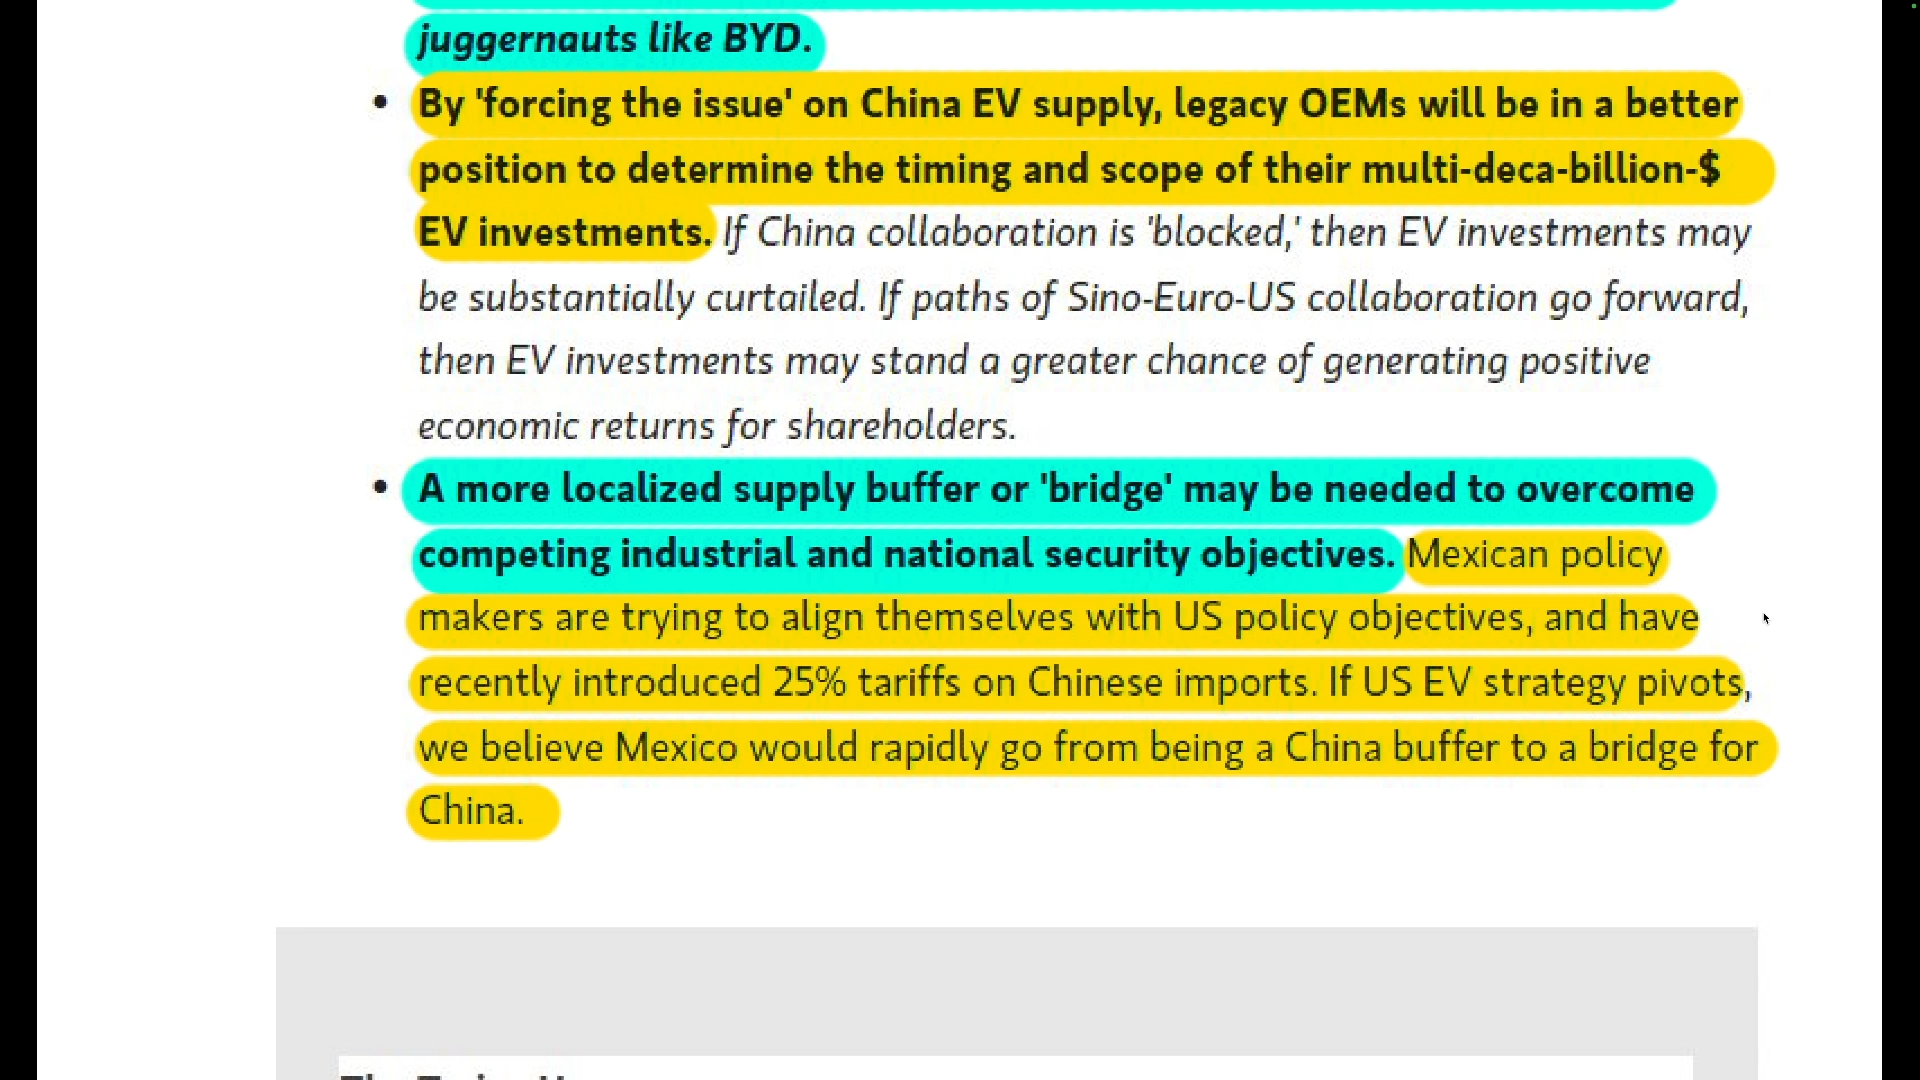 juggernauts like BYD.
• By 'forcing the issue' on China EV supply, legacy OEMs will be in a better
position to determine the timing and scope of their multi-deca-billion-$
EV investments. If China collaboration is 'blocked,' then EV investments may
be substantially curtailed. If paths of Sino-Euro-US collaboration go forward,
then EV investments may stand a greater chance of generating positive
economic returns for shareholders.
• A more localized supply buffer or 'bridge' may be needed to overcome
competing industrial and national security objectives. Mexican policy
makers are trying to align themselves with US policy objectives, and have
recently introduced 25% tariffs on Chinese imports. If US EV strategy pivots,
we believe Mexico would rapidly go from being a China buffer to a bridge for
China.